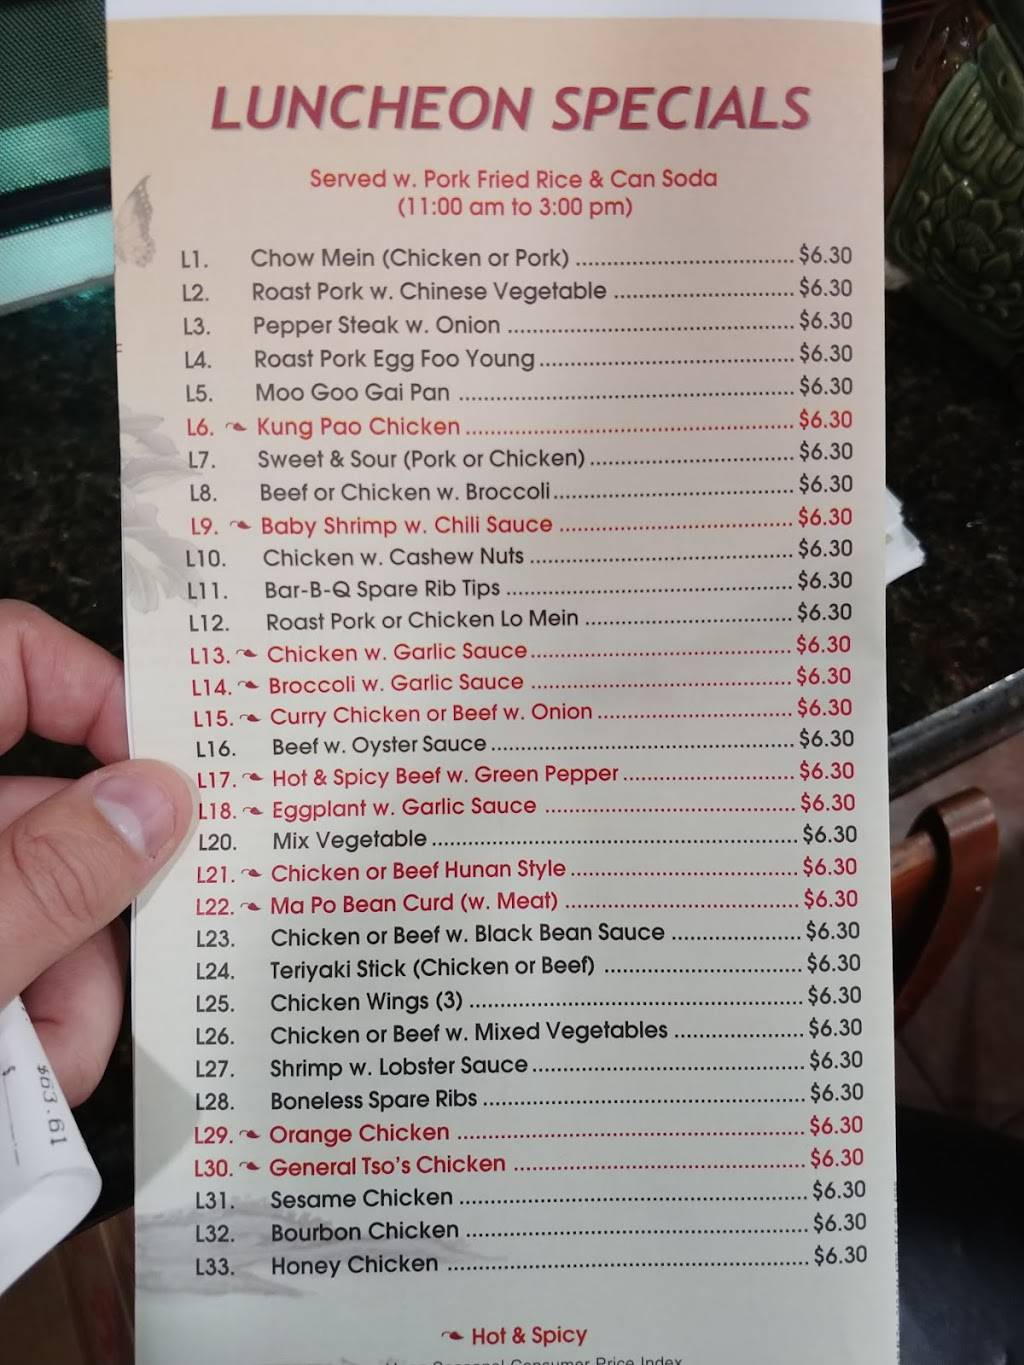 LUNCHEON SPECIALS
Served w. Pork Fried Rice & Can Soda
(11:00 am to 3:00 pm)
L1. Chow Mein (Chicken or Pork) $6.30
L2. Roast Pork w. Chinese Vegetable $6.30
L3. Pepper Steak w. Onion $6.30
L4. Roast Pork Egg Foo Young $6.30
L5. Moo Goo Gai Pan $6.30
L6. Kung Pao Chicken $6.30
L7. Sweet & Sour (Pork or Chicken) $6.30
L8. Beef or Chicken w. Broccoli $6.30
L9. Baby Shrimp w. Chili Sauce $6.30
L10. Chicken w. Cashew Nuts $6.30
L11. Bar-B-Q Spare Rib Tips $6.30
L12. Roast Pork or Chicken Lo Mein $6.30
L13. Chicken w. Garlic Sauce $6.30
L14. Broccoli w. Garlic Sauce $6.30
L15. Curry Chicken or Beef w. Onion $6.30
L16. Beef w. Oyster Sauce $6.30
L17. Hot & Spicy Beef w. Green Pepper $6.30
L18. Eggplant w. Garlic Sauce $6.30
L20. Mix Vegetable $6.30
L21. Chicken or Beef Hunan Style $6.30
L22. Ma Po Bean Curd (w. Meat) $6.30
L23. Chicken or Beef w. Black Bean Sauce $6.30
L24. Teriyaki Stick (Chicken or Beef) $6.30
L25. Chicken Wings (3) $6.30
L26. Chicken or Beef w. Mixed Vegetables $6.30
L27. Shrimp w. Lobster Sauce $6.30
L28. Boneless Spare Ribs $6.30
L29. Orange Chicken $6.30
L30. General Tso's Chicken $6.30
L31. Sesame Chicken $6.30
L32. Bourbon Chicken $6.30
L33. Honey Chicken $6.30
Hot & Spicy
Consumer Price Index
$63.61
$